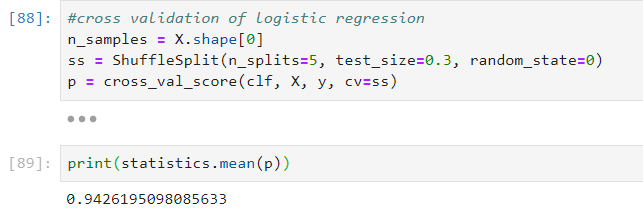 [88]: #cross validation of logistic regression
n_samples = X.shape[0]
ss = ShuffleSplit(n_splits=5, test_size=0.3, random_state=0)
p = cross_val_score(clf, X, y, cv=ss)
•••
[89]: print(statistics.mean(p))
0.9426195098085633